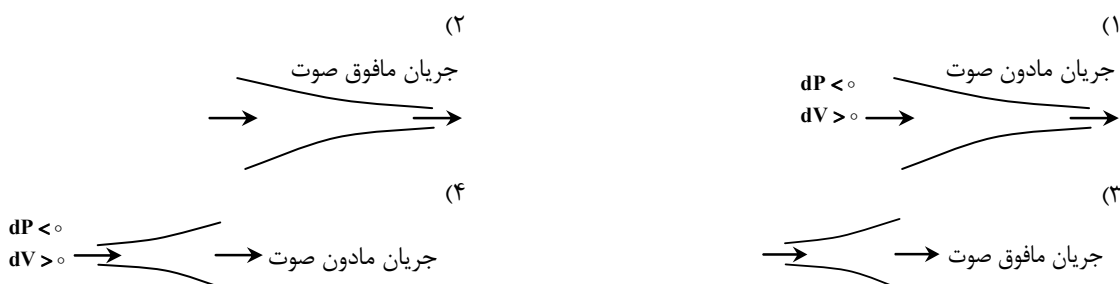 ۱)
جریان مادون صوت
dP < ۰
dV > ۰
۲)
جریان مافوق صوت
۳)
جریان مافوق صوت
۴)
dP < ۰
dV > ۰
جریان مادون صوت